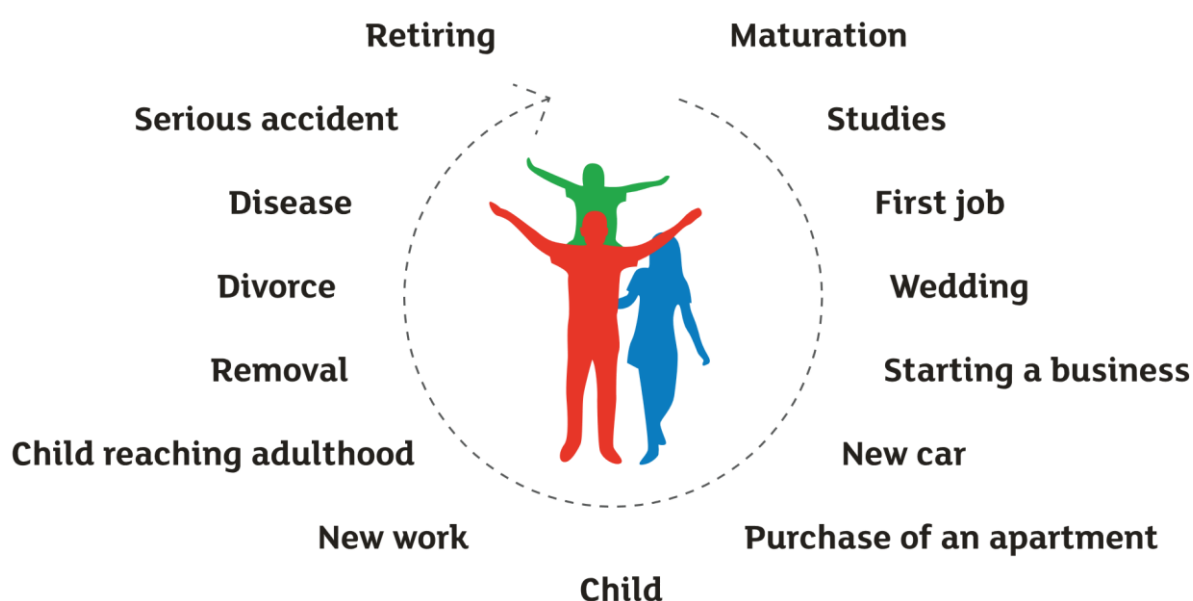 Retiring
Maturation
Serious accident
Studies
Disease
First job
Divorce
Wedding
Removal
Starting a business
Child reaching adulthood
New car
New work
Purchase of an apartment
Child